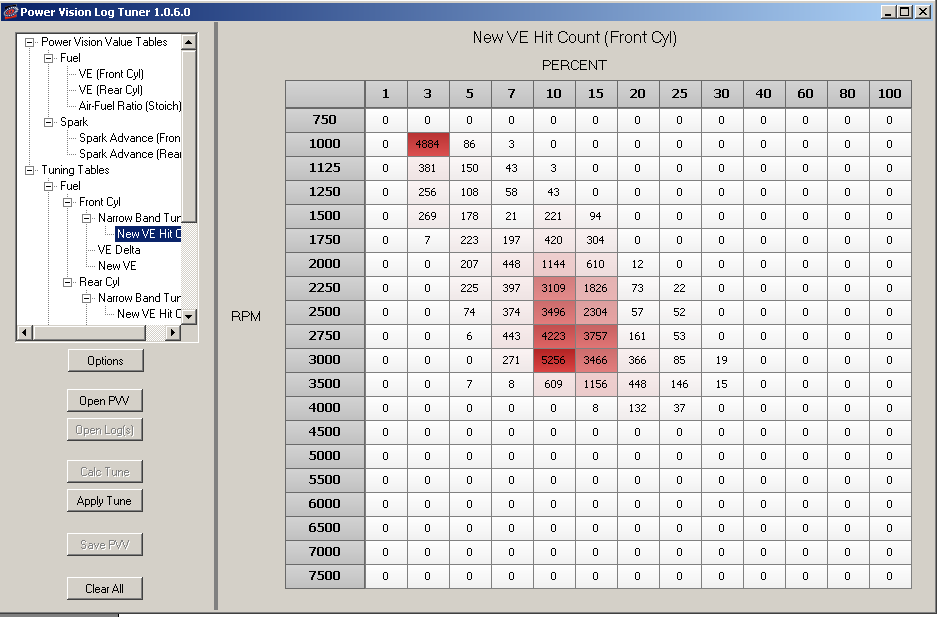 Power Vision Log Tuner 1.0.6.0
Power Vision Value Tables
Fuel
VE (Front Cyl)
VE (Rear Cyl)
Air-Fuel Ratio (Stoich)
Spark
Spark Advance (Fron
Spark Advance (Rear
Tuning Tables
Fuel
Front Cyl
Narrow Band Tun
New VE Hit C
VE Delta
New VE
Rear Cyl
Narrow Band Tun
New VE Hit C
Options
Open PVV
Open Log(s)
Calc Tune
Apply Tune
Save PVV
Clear All
New VE Hit Count (Front Cyl)
PERCENT
RPM
1 3 5 7 10 15 20 25 30 40 60 80 100
750 0 0 0 0 0 0 0 0 0 0 0 0 0
1000 0 4884 86 3 0 0 0 0 0 0 0 0 0
1125 0 381 150 43 3 0 0 0 0 0 0 0 0
1250 0 256 108 58 43 0 0 0 0 0 0 0 0
1500 0 269 178 21 221 94 0 0 0 0 0 0 0
1750 0 7 223 197 420 304 0 0 0 0 0 0 0
2000 0 0 207 448 1144 610 12 0 0 0 0 0 0
2250 0 0 225 397 3109 1826 73 22 0 0 0 0 0
2500 0 0 74 374 3496 2304 57 52 0 0 0 0 0
2750 0 0 6 443 4223 3757 161 53 0 0 0 0 0
3000 0 0 0 271 5256 3466 366 85 19 0 0 0 0
3500 0 0 7 8 609 1156 448 146 15 0 0 0 0
4000 0 0 0 0 0 8 132 37 0 0 0 0 0
4500 0 0 0 0 0 0 0 0 0 0 0 0 0
5000 0 0 0 0 0 0 0 0 0 0 0 0 0
5500 0 0 0 0 0 0 0 0 0 0 0 0 0
6000 0 0 0 0 0 0 0 0 0 0 0 0 0
6500 0 0 0 0 0 0 0 0 0 0 0 0 0
7000 0 0 0 0 0 0 0 0 0 0 0 0 0
7500 0 0 0 0 0 0 0 0 0 0 0 0 0